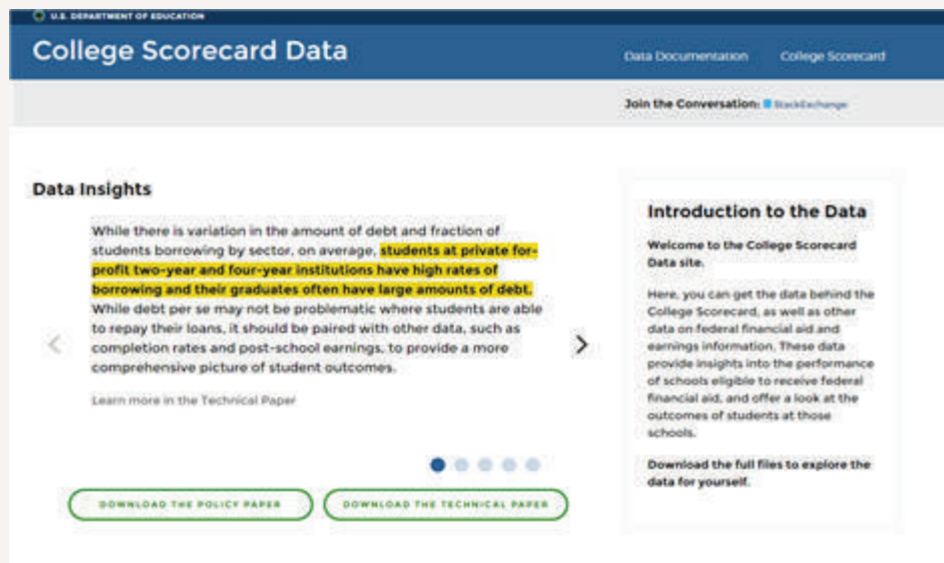 U.S. DEPARTMENT OF EDUCATION
College Scorecard Data
Data Documentation
College Scorecard
Join the Conversation: StackExchange
Data Insights
While there is variation in the amount of debt and fraction of
students borrowing by sector, on average, students at private for-
profit two-year and four-year institutions have high rates of
borrowing and their graduates often have large amounts of debt.
While debt per se may not be problematic where students are able
to repay their loans, it should be paired with other data, such as
completion rates and post-school earnings, to provide a more
comprehensive picture of student outcomes.
Learn more in the Technical Paper
DOWNLOAD THE POLICY PAPER
DOWNLOAD THE TECHNICAL PAPER
Introduction to the Data
Welcome to the College Scorecard
Data site.
Here, you can get the data behind the
College Scorecard, as well as other
data on federal financial aid and
earnings information. These data
provide insights into the performance
of schools eligible to receive federal
financial aid, and offer a look at the
outcomes of students at those
schools.
Download the full files to explore the
data for yourself.